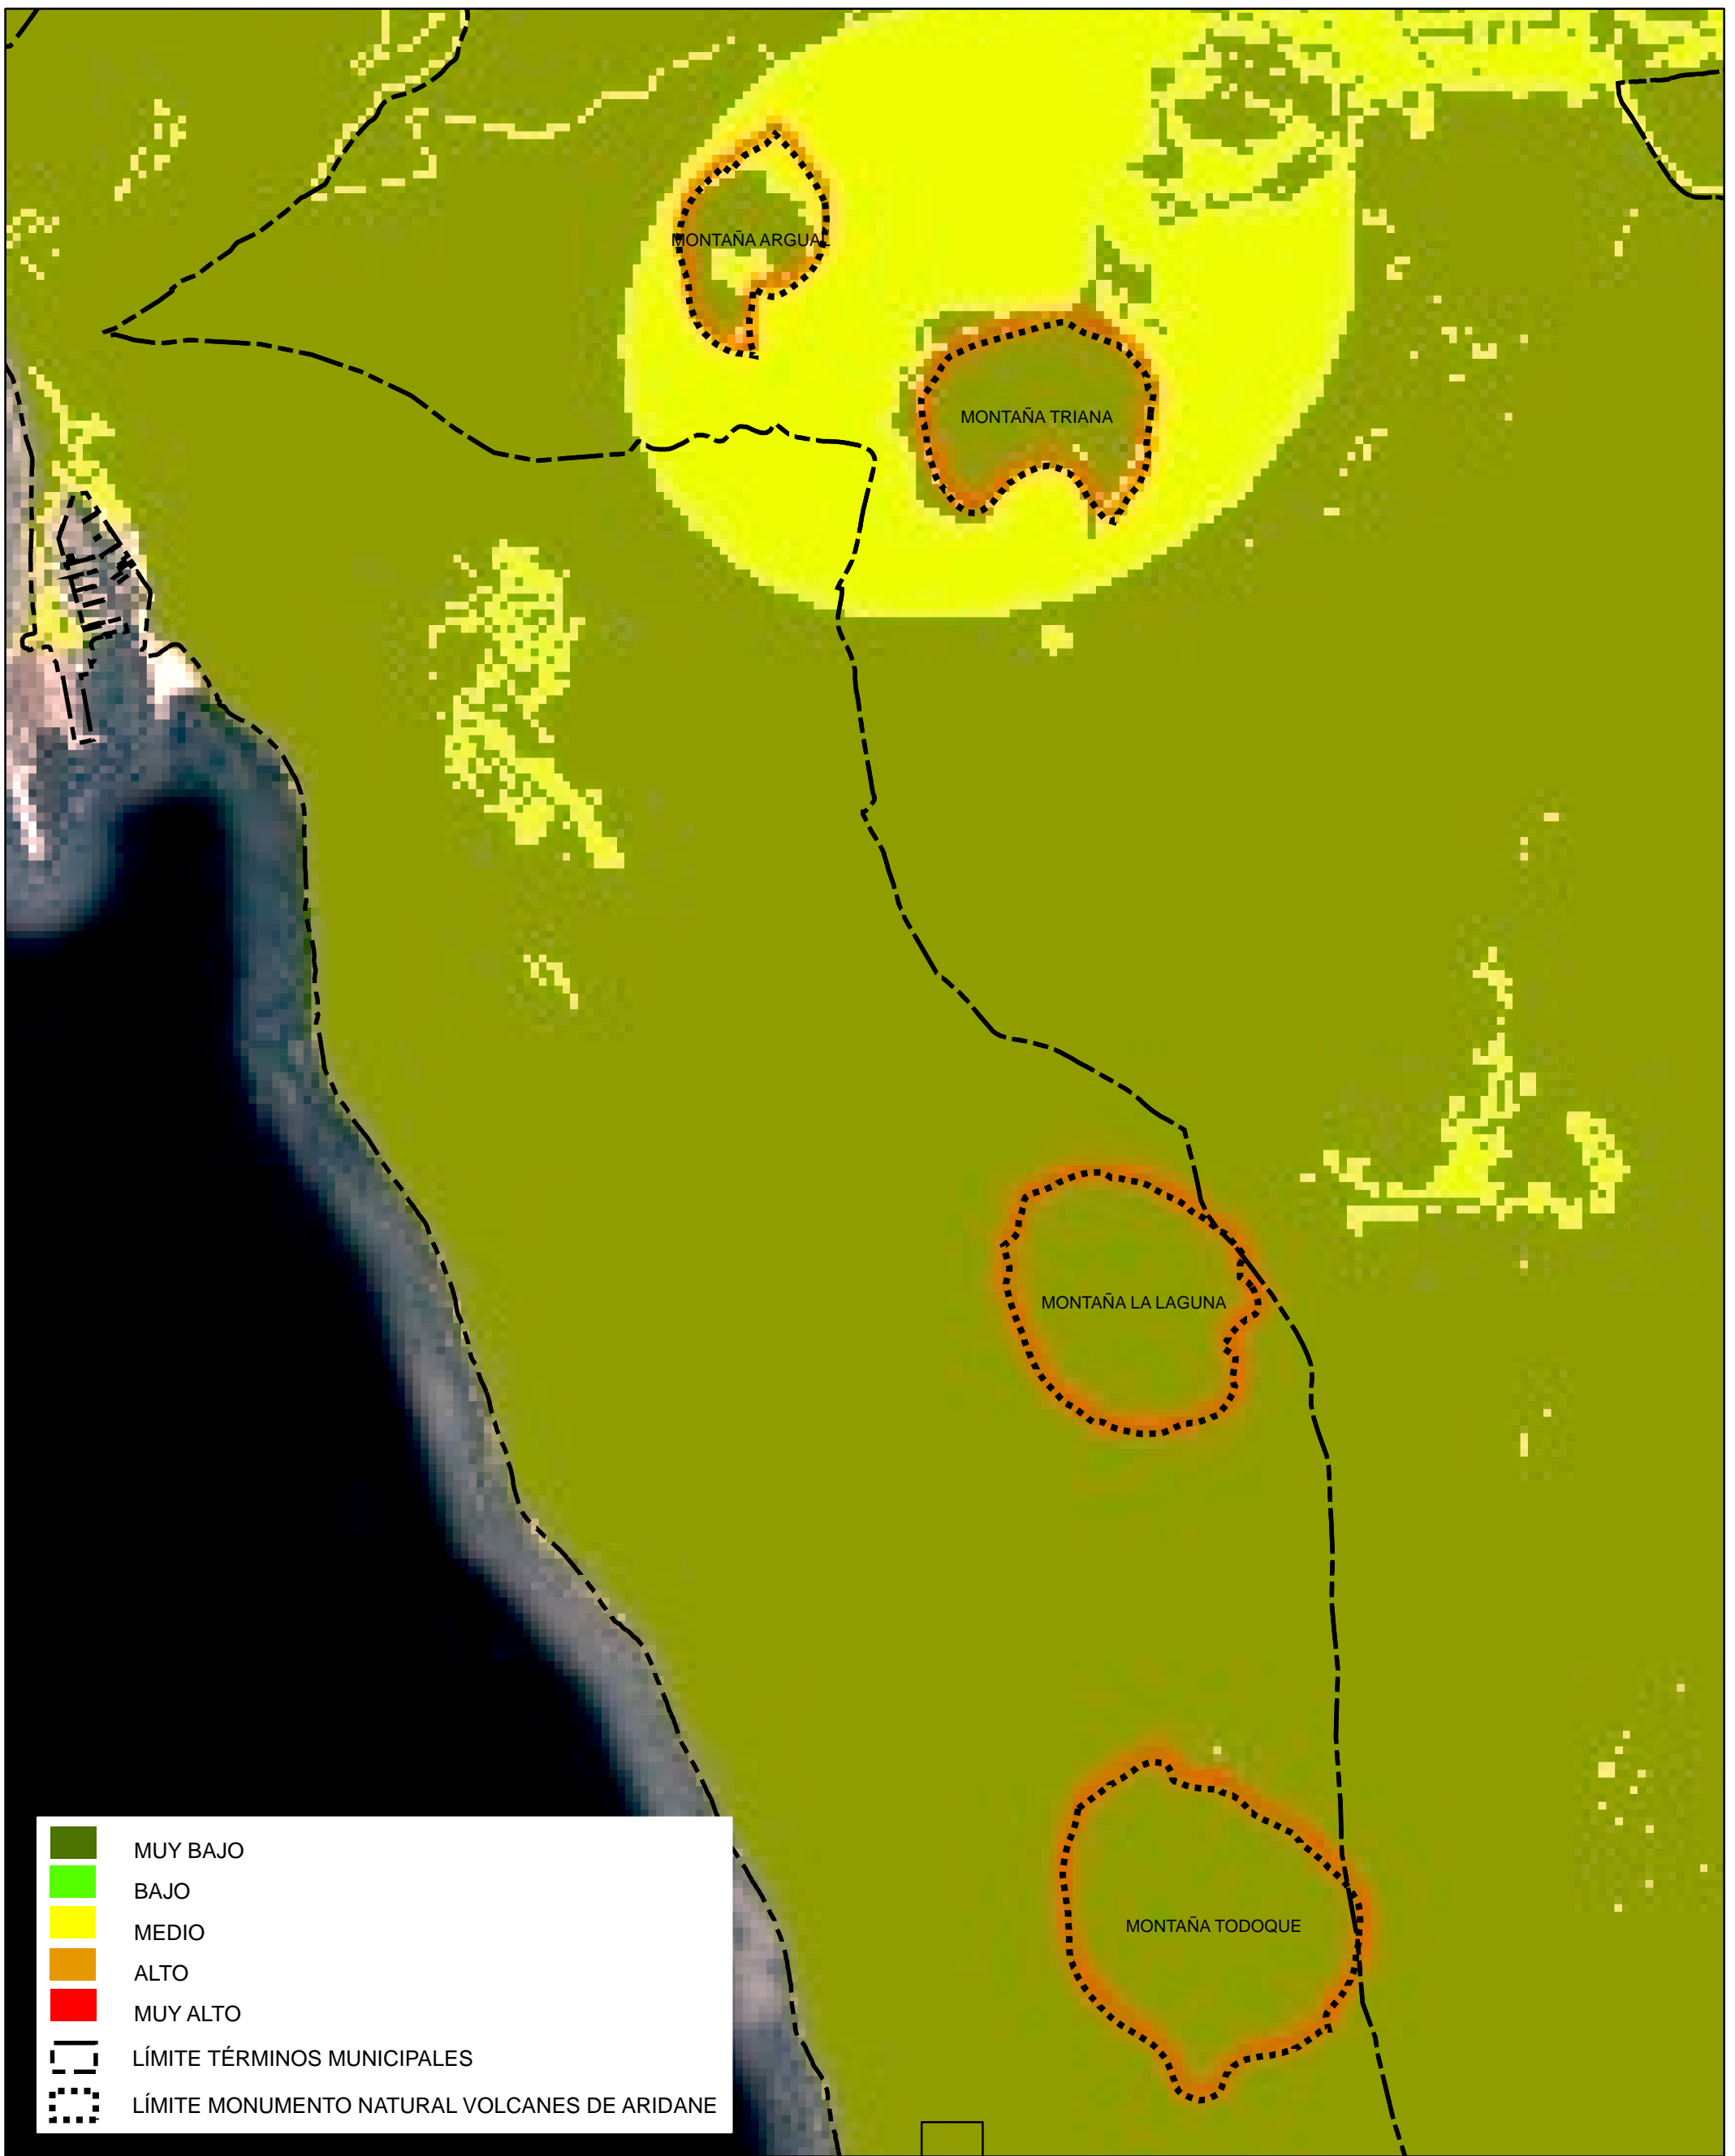 MONTAÑA ARGUAL
MONTAÑA TRIANA
MONTAÑA LA LAGUNA
MONTAÑA TODOQUE
MUY BAJO
BAJO
MEDIO
ALTO
MUY ALTO
LÍMITE TÉRMINOS MUNICIPALES
LÍMITE MONUMENTO NATURAL VOLCANES DE ARIDANE